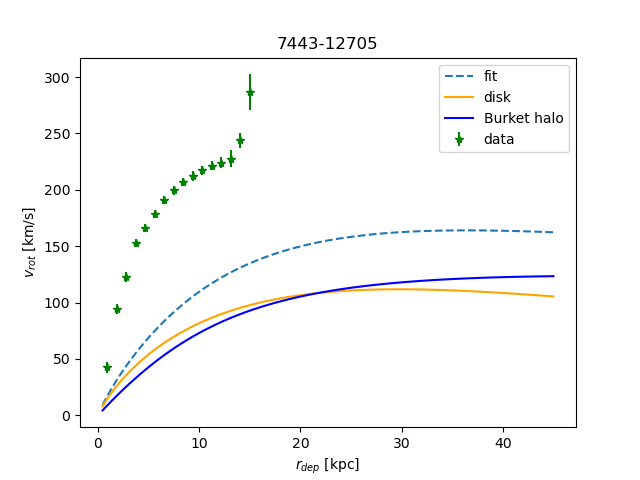 7443-12705
300
250
200
150
100
50
0
v_rot [km/s]
0 10 20 30 40
r_dep [kpc]
fit
disk
Burket halo
data